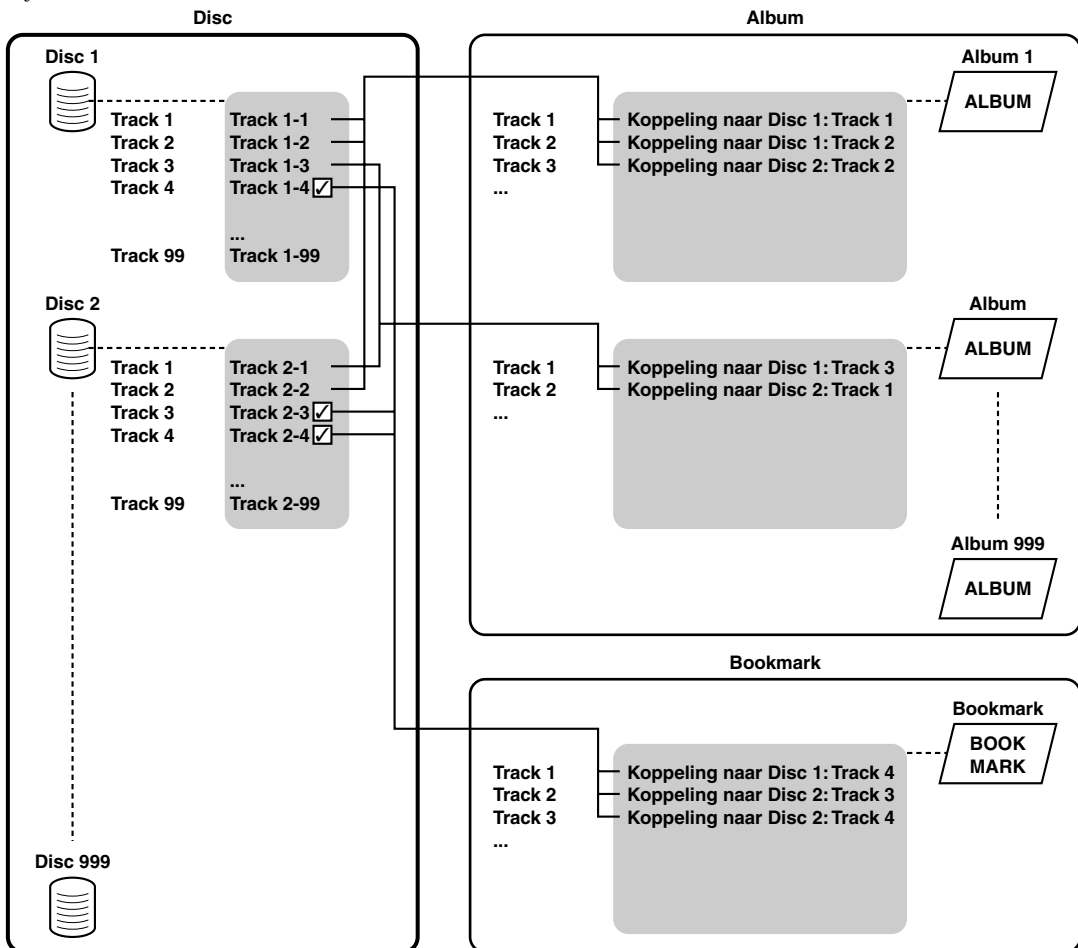 Disc
Disc 1
Track 1 Track 1-1
Track 2 Track 1-2
Track 3 Track 1-3
Track 4 Track 1-4
...
Track 99 Track 1-99
Disc 2
Track 1 Track 2-1
Track 2 Track 2-2
Track 3 Track 2-3
Track 4 Track 2-4
...
Track 99 Track 2-99
Disc 999
Album
Album 1
ALBUM
Track 1 Koppeling naar Disc 1: Track 1
Track 2 Koppeling naar Disc 1: Track 2
Track 3 Koppeling naar Disc 2: Track 2
...
Album
ALBUM
Track 1 Koppeling naar Disc 1: Track 3
Track 2 Koppeling naar Disc 2: Track 1
...
Album 999
ALBUM
Bookmark
Bookmark
BOOK
MARK
Track 1 Koppeling naar Disc 1: Track 4
Track 2 Koppeling naar Disc 2: Track 3
Track 3 Koppeling naar Disc 2: Track 4
...